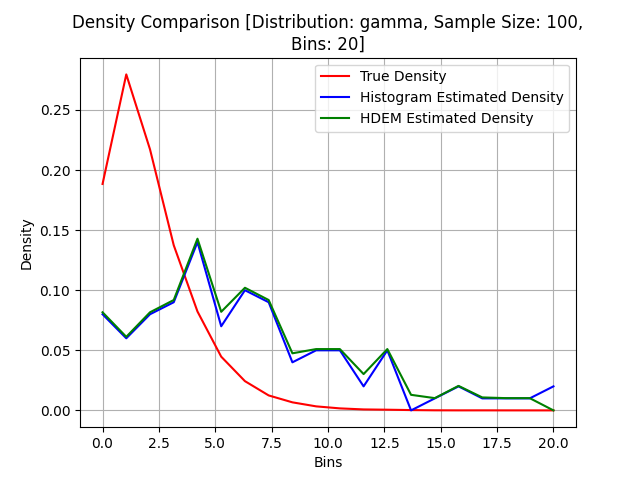 Density Comparison [Distribution: gamma, Sample Size: 100,
Bins: 20]
True Density
Histogram Estimated Density
HDEM Estimated Density
0.25
0.20
0.15
0.10
0.05
0.00
Density
0.0 2.5 5.0 7.5 10.0 12.5 15.0 17.5 20.0
Bins